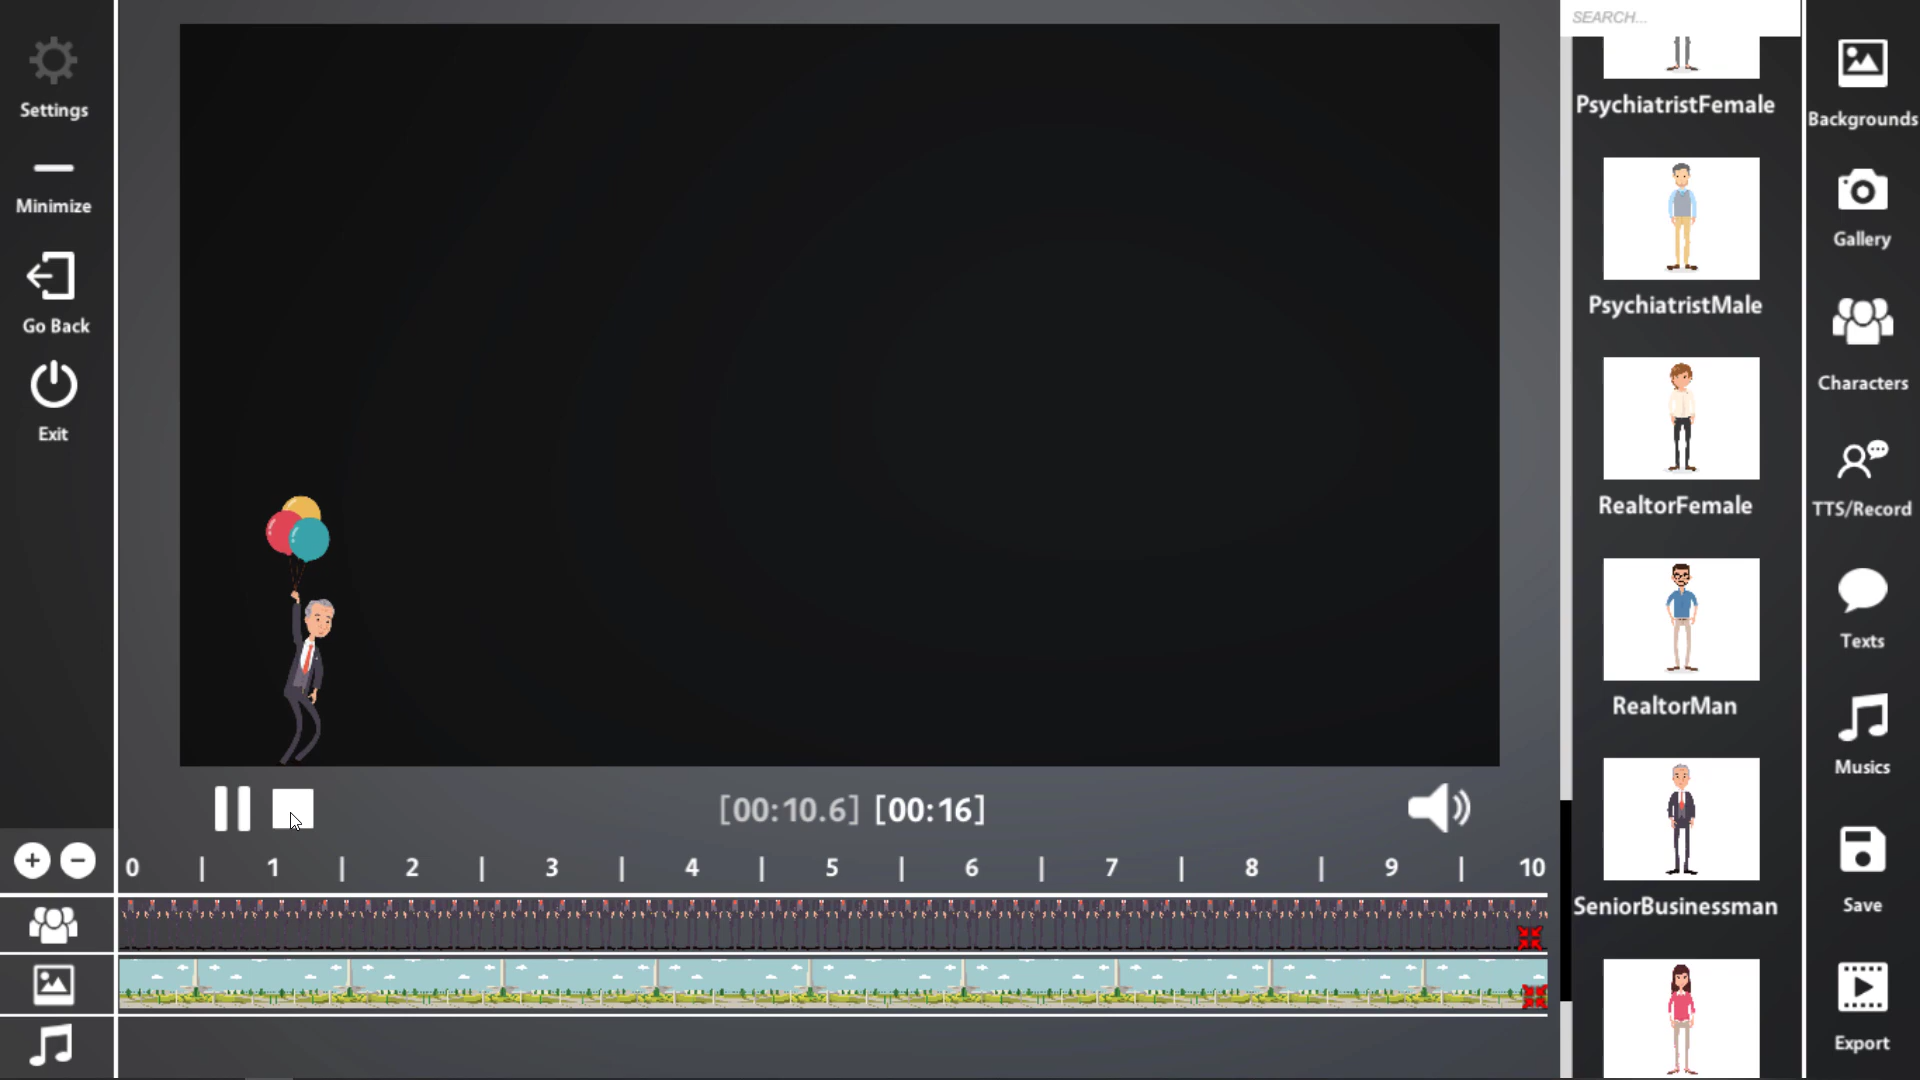 Settings
Minimize
Go Back
Exit
[00:10.6] [00:16]
0 | 1 | 2 | 3 | 4 | 5 | 6 | 7 | 8 | 9 | 10
SEARCH...
PsychiatristFemale
PsychiatristMale
RealtorFemale
RealtorMan
SeniorBusinessman
Backgrounds
Gallery
Characters
TTS/Record
Texts
Musics
Save
Export